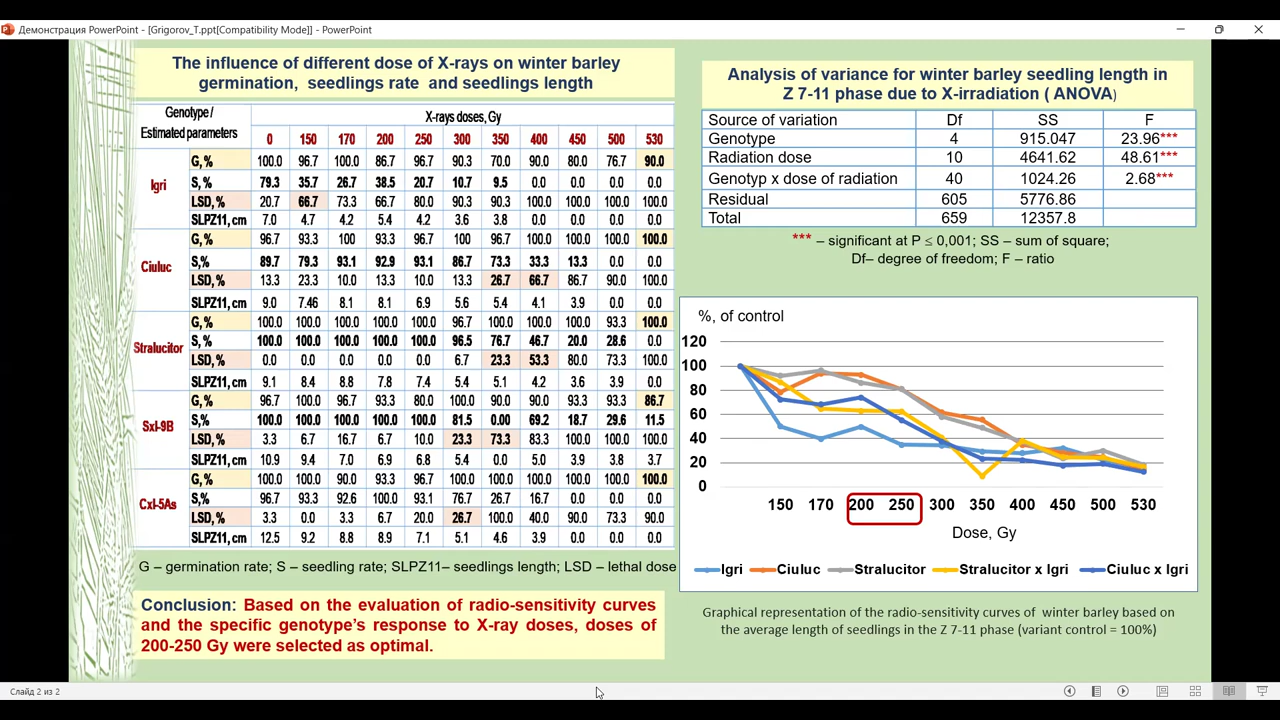 Демонстрация PowerPoint - [Grigorov_T.ppt[Compatibility Mode]] - PowerPoint
The influence of different dose of X-rays on winter barley
germination, seedlings rate and seedlings length
Genotype /
Estimated parameters
X-rays doses, Gy
0 150 170 200 250 300 350 400 450 500 530
Igri
G, % 100.0 96.7 100.0 86.7 96.7 90.3 70.0 90.0 80.0 76.7 90.0
S, % 79.3 35.7 26.7 38.5 20.7 10.7 9.5 0.0 0.0 0.0 0.0
LSD, % 20.7 66.7 73.3 66.7 80.0 90.3 90.3 100.0 100.0 100.0 100.0
SLPZ11, cm 7.0 4.7 4.2 5.4 4.2 3.6 3.8 0.0 0.0 0.0 0.0
Ciuluc
G, % 96.7 93.3 100 93.3 96.7 100 96.7 100.0 100.0 100.0 100.0
S,% 89.7 79.3 93.1 92.9 93.1 86.7 73.3 33.3 13.3 0.0 0.0
LSD, % 13.3 23.3 10.0 13.3 10.0 13.3 26.7 66.7 86.7 90.0 100.0
SLPZ11, cm 9.0 7.46 8.1 8.1 6.9 5.6 5.4 4.1 3.9 0.0 0.0
Stralucitor
G, % 100.0 100.0 100.0 100.0 100.0 96.7 100.0 100.0 100.0 93.3 100.0
S,% 100.0 100.0 100.0 100.0 100.0 96.5 76.7 46.7 20.0 28.6 0.0
LSD, % 0.0 0.0 0.0 0.0 0.0 6.7 23.3 53.3 80.0 73.3 100.0
SLPZ11, cm 9.1 8.4 8.8 7.8 7.4 5.4 5.1 4.2 3.6 3.9 0.0
Sxl-9B
G, % 96.7 100.0 96.7 93.3 80.0 100.0 90.0 90.0 93.3 93.3 86.7
S,% 100.0 100.0 100.0 100.0 100.0 81.5 0.00 69.2 18.7 29.6 11.5
LSD, % 3.3 6.7 16.7 6.7 10.0 23.3 73.3 83.3 100.0 100.0 100.0
SLPZ11, cm 10.9 9.4 7.0 6.9 6.8 5.4 0.0 5.0 3.9 3.8 3.7
Cxl-5As
G, % 100.0 100.0 90.0 93.3 96.7 100.0 100.0 100.0 100.0 100.0 100.0
S,% 96.7 93.3 92.6 100.0 93.1 76.7 26.7 16.7 0.0 0.0 0.0
LSD, % 3.3 0.0 3.3 6.7 20.0 26.7 100.0 40.0 90.0 73.3 90.0
SLPZ11, cm 12.5 9.2 8.8 8.9 7.1 5.1 4.6 3.9 0.0 0.0 0.0
G – germination rate; S – seedling rate; SLPZ11– seedlings length; LSD – lethal dose
Conclusion: Based on the evaluation of radio-sensitivity curves
and the specific genotype's response to X-ray doses, doses of
200-250 Gy were selected as optimal.
Analysis of variance for winter barley seedling length in
Z 7-11 phase due to X-irradiation ( ANOVA)
Source of variation Df SS F
Genotype 4 915.047 23.96***
Radiation dose 10 4641.62 48.61***
Genotyp x dose of radiation 40 1024.26 2.68***
Residual 605 5776.86
Total 659 12357.8
*** – significant at P ≤ 0,001; SS – sum of square;
Df– degree of freedom; F – ratio
%, of control
120
100
80
60
40
20
0
150 170 200 250 300 350 400 450 500 530
Dose, Gy
Igri Ciuluc Stralucitor Stralucitor x Igri Ciuluc x Igri
Graphical representation of the radio-sensitivity curves of winter barley based on
the average length of seedlings in the Z 7-11 phase (variant control = 100%)
Слайд 2 из 2